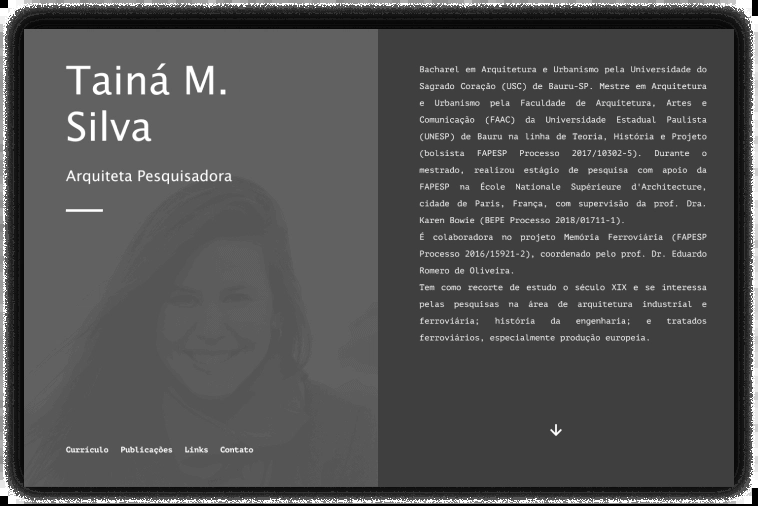 Tainá M.
Silva
Arquiteta Pesquisadora
Currículo Publicações Links Contato
Bacharel em Arquitetura e Urbanismo pela Universidade do
Sagrado Coração (USC) de Bauru-SP. Mestre em Arquitetura
e Urbanismo pela Faculdade de Arquitetura, Artes e
Comunicação (FAAC) da Universidade Estadual Paulista
(UNESP) de Bauru na linha de Teoria, História e Projeto
(bolsista FAPESP Processo 2017/10302-5). Durante o
mestrado, realizou estágio de pesquisa com apoio da
FAPESP na École Nationale Supérieure d'Architecture,
cidade de Paris, França, com supervisão da prof. Dra.
Karen Bowie (BEPE Processo 2018/01711-1).
É colaboradora no projeto Memória Ferroviária (FAPESP
Processo 2016/15921-2), coordenado pelo prof. Dr. Eduardo
Romero de Oliveira.
Tem como recorte de estudo o século XIX e se interessa
pelas pesquisas na área de arquitetura industrial e
ferroviária; história da engenharia; e tratados
ferroviários, especialmente produção europeia.